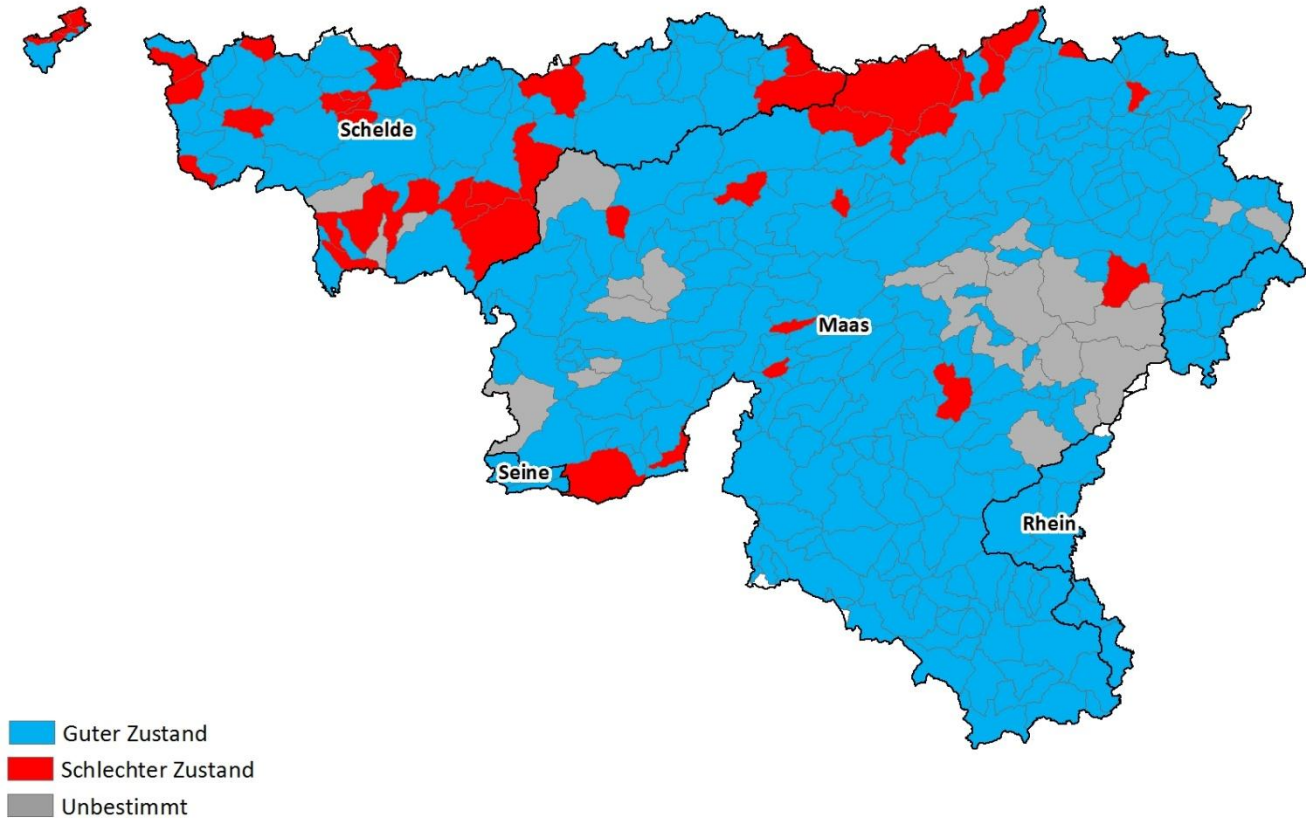 Schelde
Maas
Seine
Rhein
Guter Zustand
Schlechter Zustand
Unbestimmt